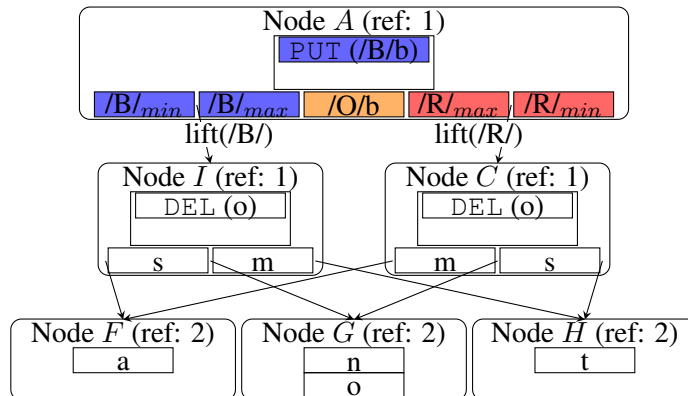 Node A (ref: 1)
PUT (/B/b)
/B/min /B/max /O/b /R/max /R/min
lift(/B/) lift(/R/)
Node I (ref: 1) Node C (ref: 1)
DEL (o) DEL (o)
s m m s
Node F (ref: 2) Node G (ref: 2) Node H (ref: 2)
a n t
o